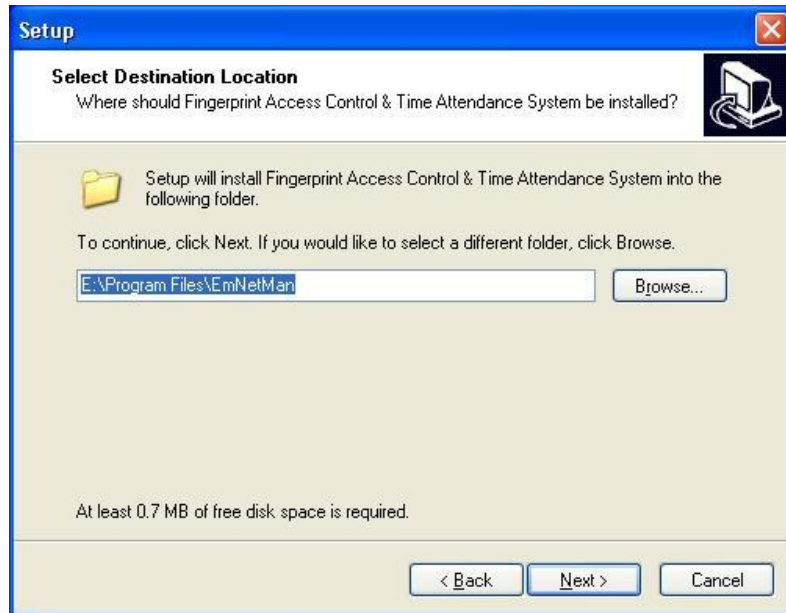 Setup
Select Destination Location
Where should Fingerprint Access Control & Time Attendance System be installed?
Setup will install Fingerprint Access Control & Time Attendance System into the
following folder.
To continue, click Next. If you would like to select a different folder, click Browse.
E:\Program Files\EmNetMan
Browse...
At least 0.7 MB of free disk space is required.
< Back
Next >
Cancel